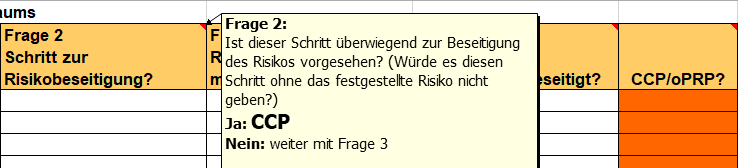 aums
Frage 2
Schritt zur
Risikobeseitigung?
F
R
m
Frage 2:
Ist dieser Schritt überwiegend zur Beseitigung
des Risikos vorgesehen? (Würde es diesen
Schritt ohne das festgestellte Risiko nicht
geben?)
Ja: CCP
Nein: weiter mit Frage 3
eseitigt?
CCP/oPRP?